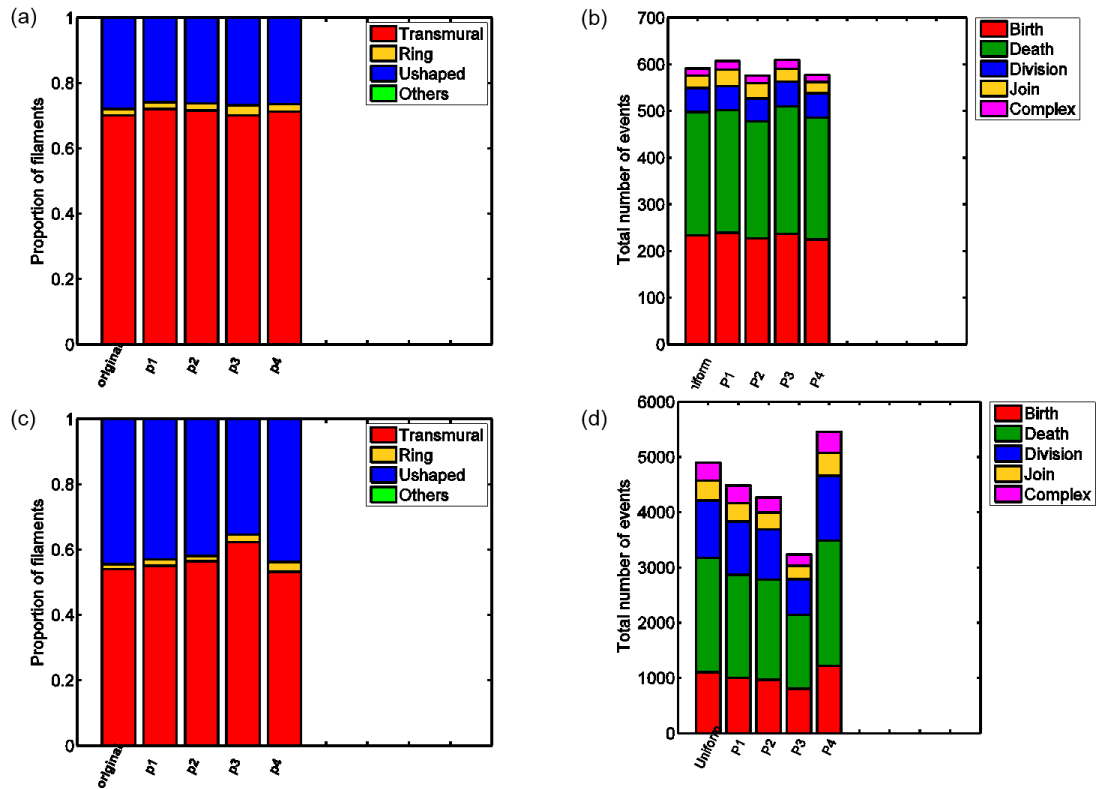 (a)
Proportion of filaments
1
0.8
0.6
0.4
0.2
0
original
p1
p2
p3
p4
Transmural
Ring
Ushaped
Others
(b)
Total number of events
700
600
500
400
300
200
100
0
niform
P1
P2
P3
P4
Birth
Death
Division
Join
Complex
(c)
Proportion of filaments
1
0.8
0.6
0.4
0.2
0
original
p1
p2
p3
p4
Transmural
Ring
Ushaped
Others
(d)
Total number of events
6000
5000
4000
3000
2000
1000
0
Uniform
P1
P2
P3
P4
Birth
Death
Division
Join
Complex